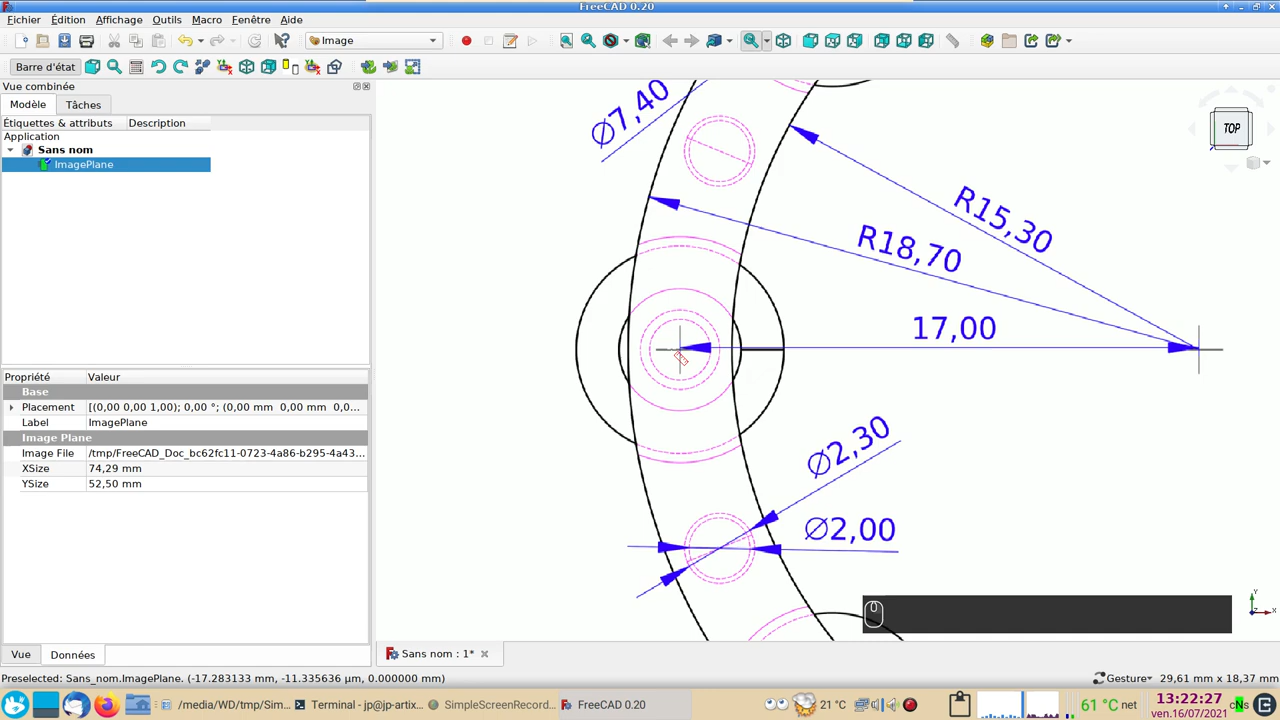 FreeCAD 0.20
Fichier Édition Affichage Outils Macro Fenêtre Aide
Image
Barre d'état
Vue combinée
Modèle Tâches
Étiquettes & attributs Description
Application
Sans nom
ImagePlane
Propriété Valeur
Base
Placement [(0,00 0,00 1,00); 0,00 °; (0,00 mm 0,00 mm 0,0...
Label ImagePlane
Image Plane
Image File /tmp/FreeCAD_Doc_bc62fc11-0723-4a86-b295-4a43...
XSize 74,29 mm
YSize 52,50 mm
Vue Données
∅7,40
R15,30
R18,70
17,00
∅2,30
∅2,00
TOP
Y
X
Sans nom : 1*
Preselected: Sans_nom.ImagePlane. (-17.283133 mm, -11.335636 µm, 0.000000 mm)
Gesture
29,61 mm x 18,37 mm
/media/WD/tmp/Sim...
Terminal - jp@jp-artix...
SimpleScreenRecord...
FreeCAD 0.20
21 °C
61 °C net
13:22:27
ven.16/07/2021